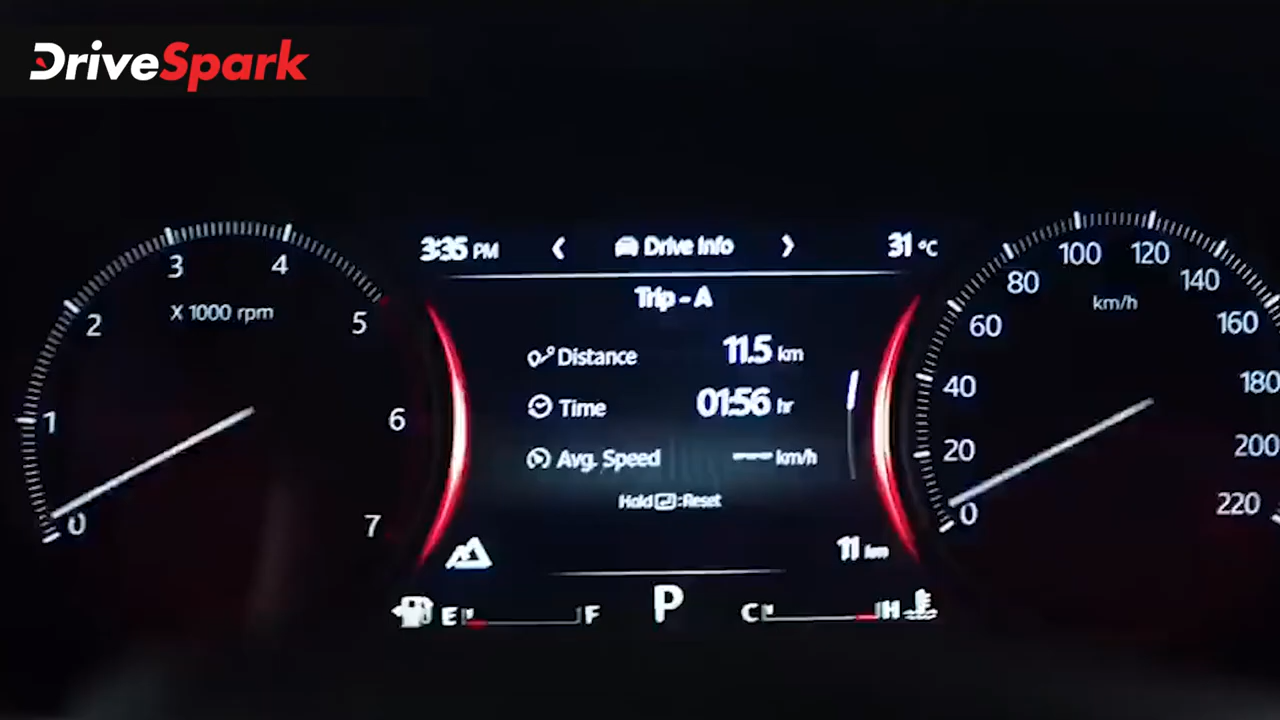 DriveSpark
3:35 PM
Drive Info
31 °C
Trip - A
Distance 11.5 km
Time 01:56 hr
Avg. Speed ---- km/h
Hold :Reset
11 km
E F
P
C H
X 1000 rpm
0
1
2
3
4
5
6
7
km/h
0
20
40
60
80
100
120
140
160
180
200
220